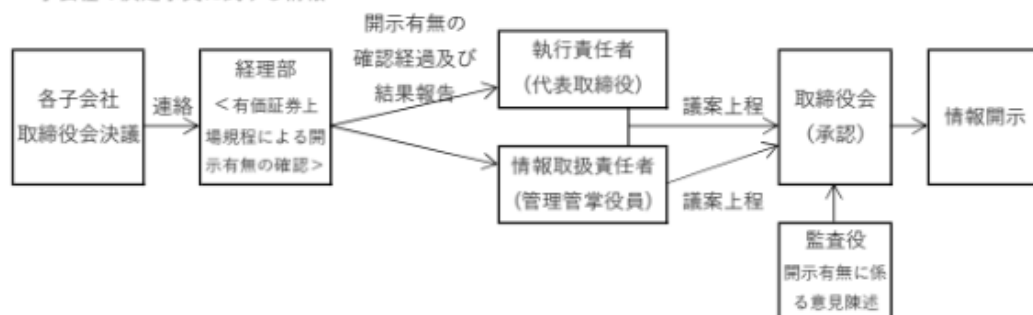 各子会社
取締役会決議
連絡
経理部
＜有価証券上
場規程による開
示有無の確認＞
開示有無の
確認経過及び
結果報告
執行責任者
（代表取締役）
情報取扱責任者
（管理管掌役員）
議案上程
議案上程
取締役会
（承認）
情報開示
監査役
開示有無に係
る意見陳述